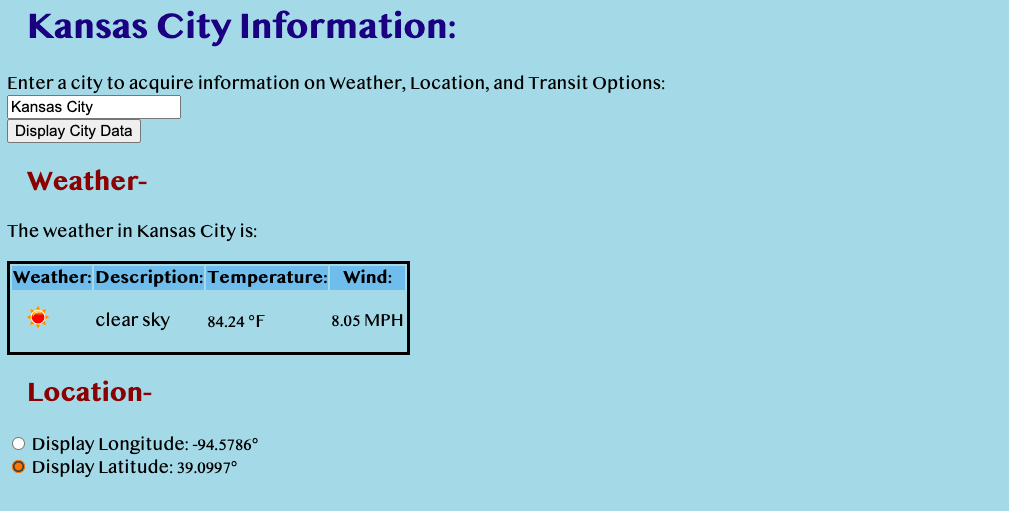 Kansas City Information:
Enter a city to acquire information on Weather, Location, and Transit Options:
Kansas City
Display City Data
Weather-
The weather in Kansas City is:
Weather: Description: Temperature: Wind:
clear sky 84.24 °F 8.05 MPH
Location-
Display Longitude: -94.5786°
Display Latitude: 39.0997°